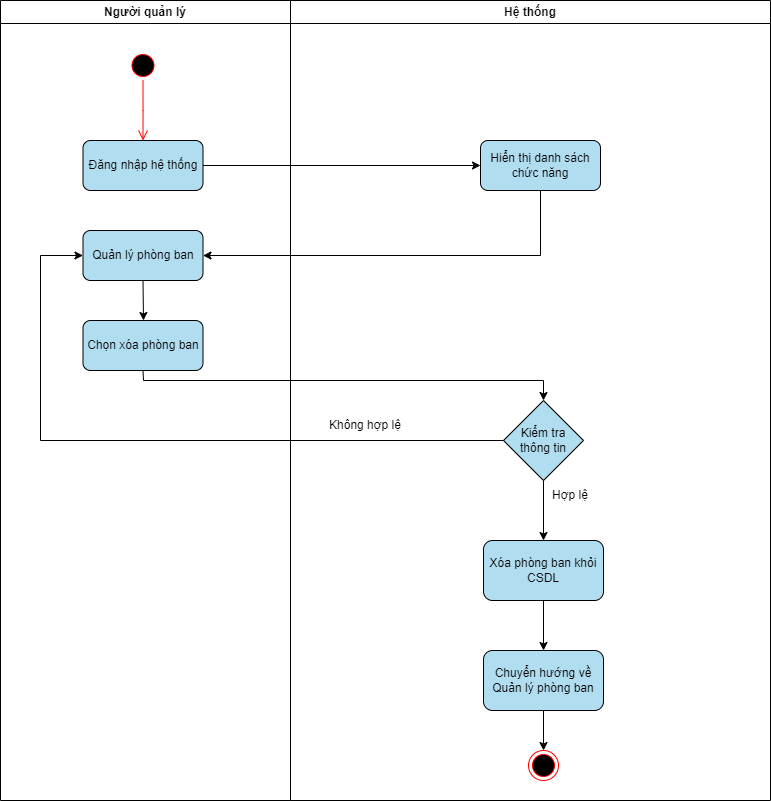 Người quản lý
Hệ thống
Đăng nhập hệ thống
Hiển thị danh sách
chức năng
Quản lý phòng ban
Chọn xóa phòng ban
Không hợp lệ
Kiểm tra
thông tin
Hợp lệ
Xóa phòng ban khỏi
CSDL
Chuyển hướng về
Quản lý phòng ban